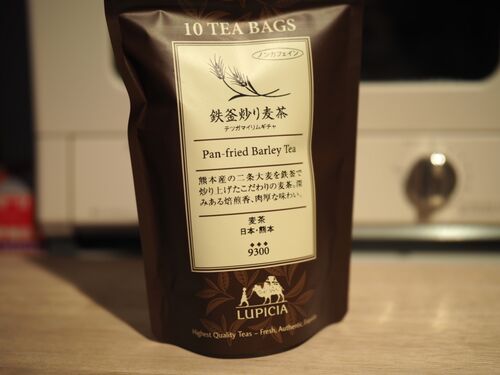 10 TEA BAGS
ノンカフェイン
鉄釜炒り麦茶
テツガマイリムギチャ
Pan-fried Barley Tea
熊本産の二条大麦を鉄釜で
炒り上げたこだわりの麦茶。深
みある焙煎香、肉厚な味わい。
麦茶
日本・熊本
9300
LUPICIA
Highest Quality Teas – Fresh, Authentic,